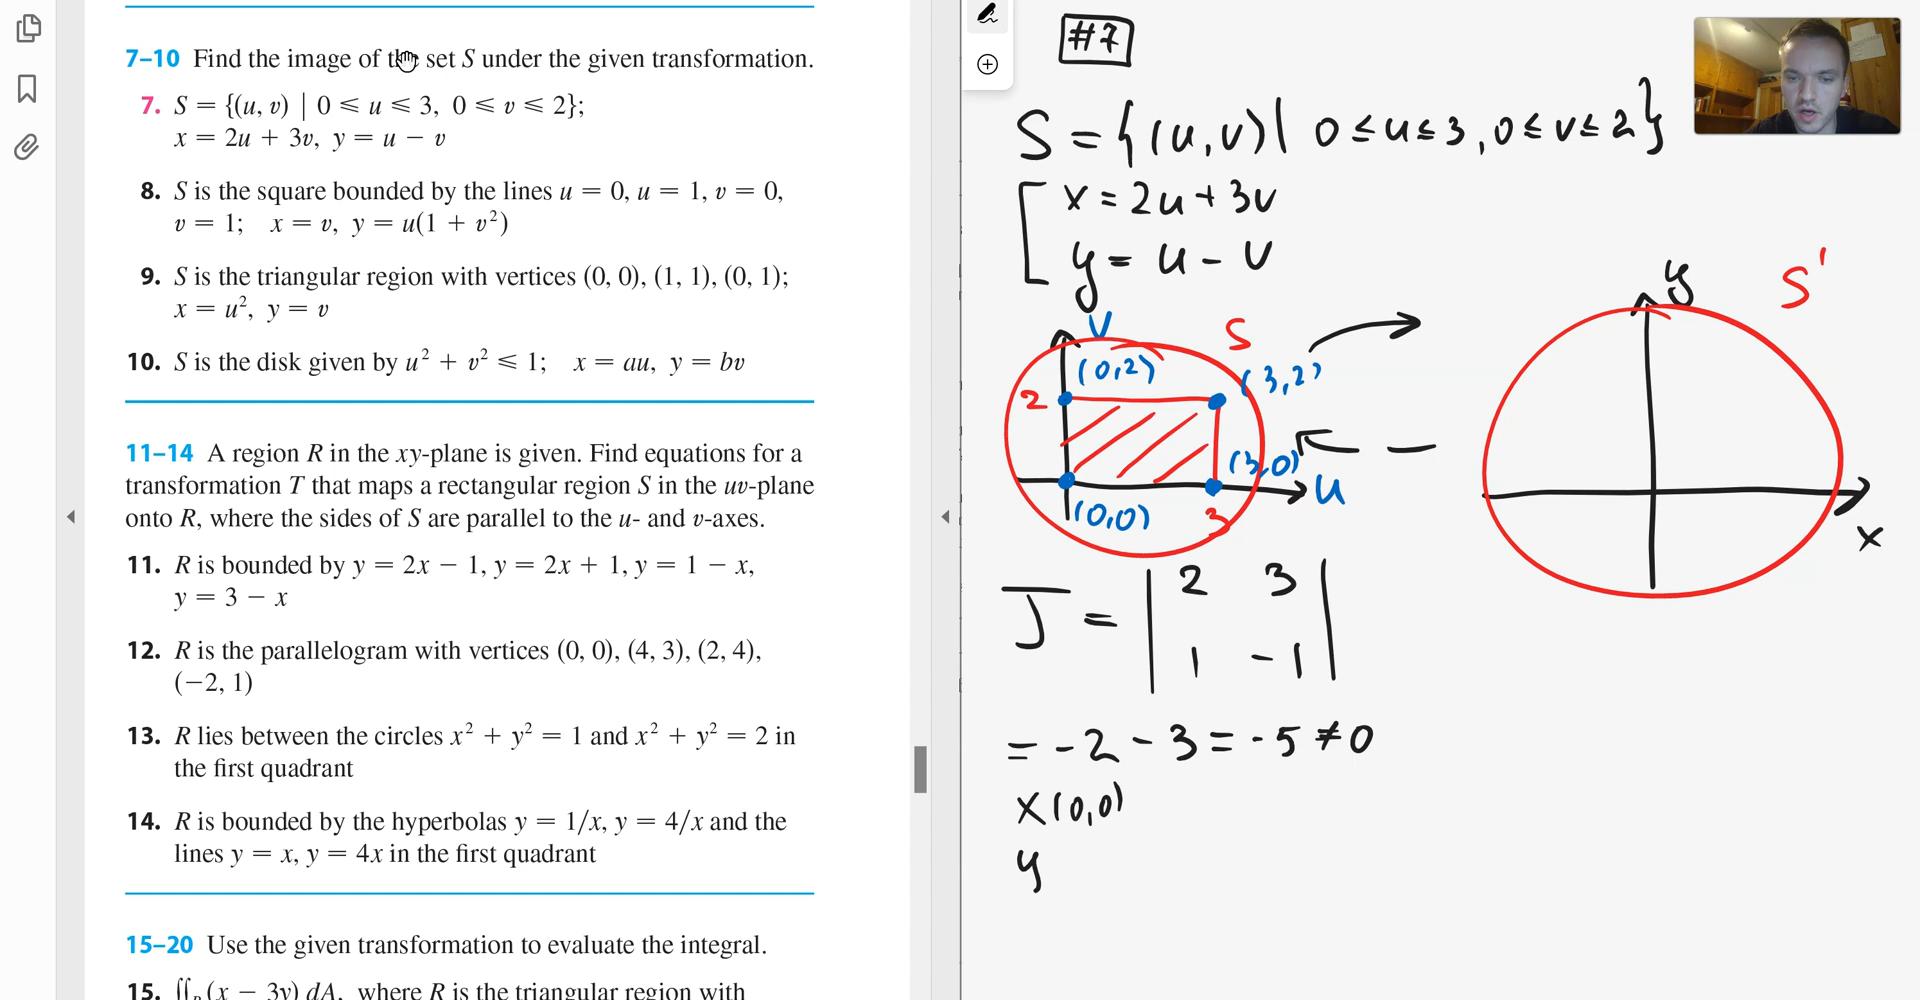 7–10 Find the image of the set S under the given transformation.
7. S = {(u, v) | 0 ⩽ u ⩽ 3, 0 ⩽ v ⩽ 2};
x = 2u + 3v, y = u − v
8. S is the square bounded by the lines u = 0, u = 1, v = 0,
v = 1; x = v, y = u(1 + v²)
9. S is the triangular region with vertices (0, 0), (1, 1), (0, 1);
x = u², y = v
10. S is the disk given by u² + v² ⩽ 1; x = au, y = bv
11–14 A region R in the xy-plane is given. Find equations for a
transformation T that maps a rectangular region S in the uv-plane
onto R, where the sides of S are parallel to the u- and v-axes.
11. R is bounded by y = 2x − 1, y = 2x + 1, y = 1 − x,
y = 3 − x
12. R is the parallelogram with vertices (0, 0), (4, 3), (2, 4),
(−2, 1)
13. R lies between the circles x² + y² = 1 and x² + y² = 2 in
the first quadrant
14. R is bounded by the hyperbolas y = 1/x, y = 4/x and the
lines y = x, y = 4x in the first quadrant
15–20 Use the given transformation to evaluate the integral.
15. ∬R (x − 3y) dA, where R is the triangular region with
#7
S = {(u, v) | 0 ≤ u ≤ 3, 0 ≤ v ≤ 2}
x = 2u + 3v
y = u - v
V
S
(0,2)
(3,2)
2
(3,0)
u
(0,0)
3
y
S'
x
J = | 2 3 |
| 1 -1 |
= -2 - 3 = -5 ≠ 0
x(0,0)
y